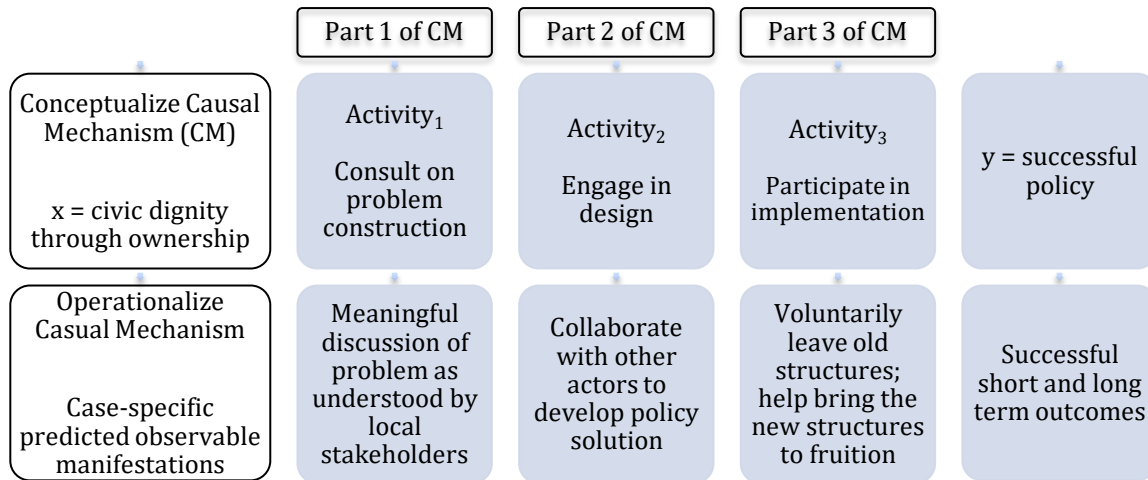 Part 1 of CM
Part 2 of CM
Part 3 of CM
Conceptualize Causal
Mechanism (CM)
x = civic dignity
through ownership
Activity₁
Consult on
problem
construction
Activity₂
Engage in
design
Activity₃
Participate in
implementation
y = successful
policy
Operationalize
Casual Mechanism
Case-specific
predicted observable
manifestations
Meaningful
discussion of
problem as
understood by
local
stakeholders
Collaborate
with other
actors to
develop policy
solution
Voluntarily
leave old
structures;
help bring the
new structures
to fruition
Successful
short and long
term outcomes